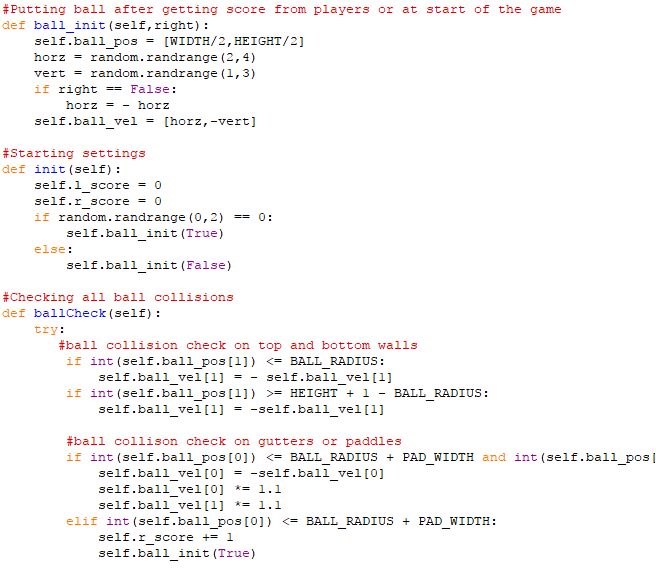 #Putting ball after getting score from players or at start of the game
def ball_init(self,right):
    self.ball_pos = [WIDTH/2,HEIGHT/2]
    horz = random.randrange(2,4)
    vert = random.randrange(1,3)
    if right == False:
        horz = - horz
    self.ball_vel = [horz,-vert]

#Starting settings
def init(self):
    self.l_score = 0
    self.r_score = 0
    if random.randrange(0,2) == 0:
        self.ball_init(True)
    else:
        self.ball_init(False)

#Checking all ball collisions
def ballCheck(self):
    try:
       #ball collision check on top and bottom walls
        if int(self.ball_pos[1]) <= BALL_RADIUS:
            self.ball_vel[1] = - self.ball_vel[1]
        if int(self.ball_pos[1]) >= HEIGHT + 1 - BALL_RADIUS:
            self.ball_vel[1] = -self.ball_vel[1]

        #ball collison check on gutters or paddles
        if int(self.ball_pos[0]) <= BALL_RADIUS + PAD_WIDTH and int(self.ball_pos[
            self.ball_vel[0] = -self.ball_vel[0]
            self.ball_vel[0] *= 1.1
            self.ball_vel[1] *= 1.1
        elif int(self.ball_pos[0]) <= BALL_RADIUS + PAD_WIDTH:
            self.r_score += 1
            self.ball_init(True)